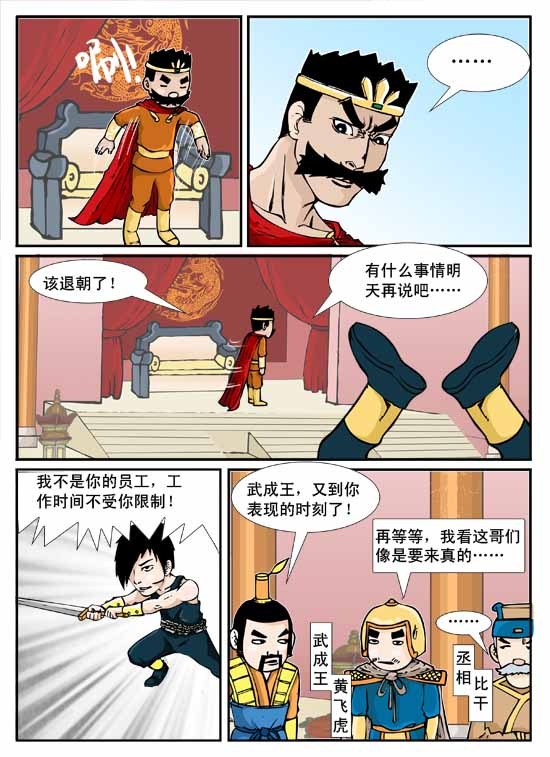 唰!
……
该退朝了!
有什么事情明
天再说吧……
我不是你的员工，工
作时间不受你限制!
武成王，又到你
表现的时刻了!
再等等，我看这哥们
像是要来真的……
……
武成王
黄飞虎
丞相
比干